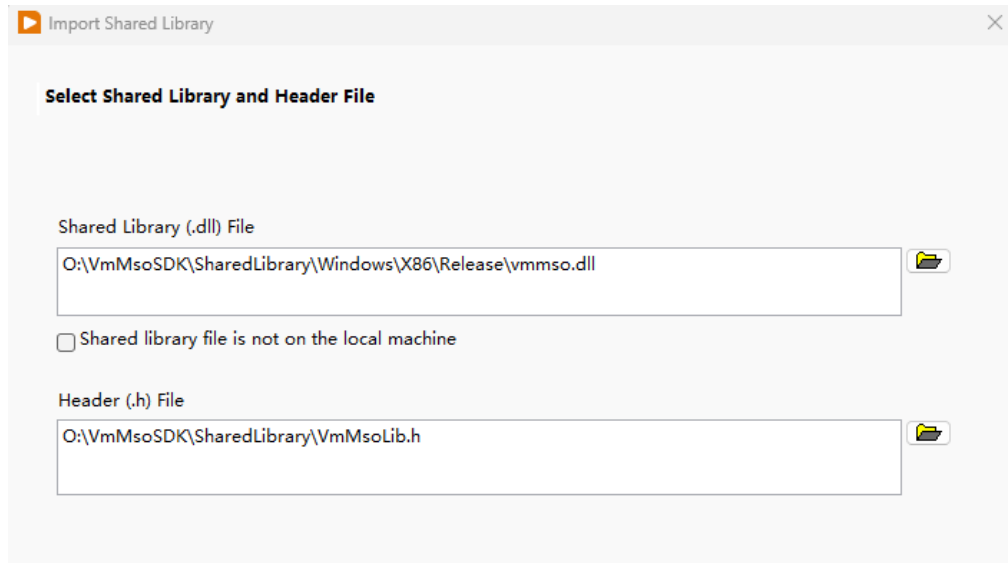 Import Shared Library
Select Shared Library and Header File
Shared Library (.dll) File
O:\VmMsoSDK\SharedLibrary\Windows\X86\Release\vmmso.dll
Shared library file is not on the local machine
Header (.h) File
O:\VmMsoSDK\SharedLibrary\VmMsoLib.h